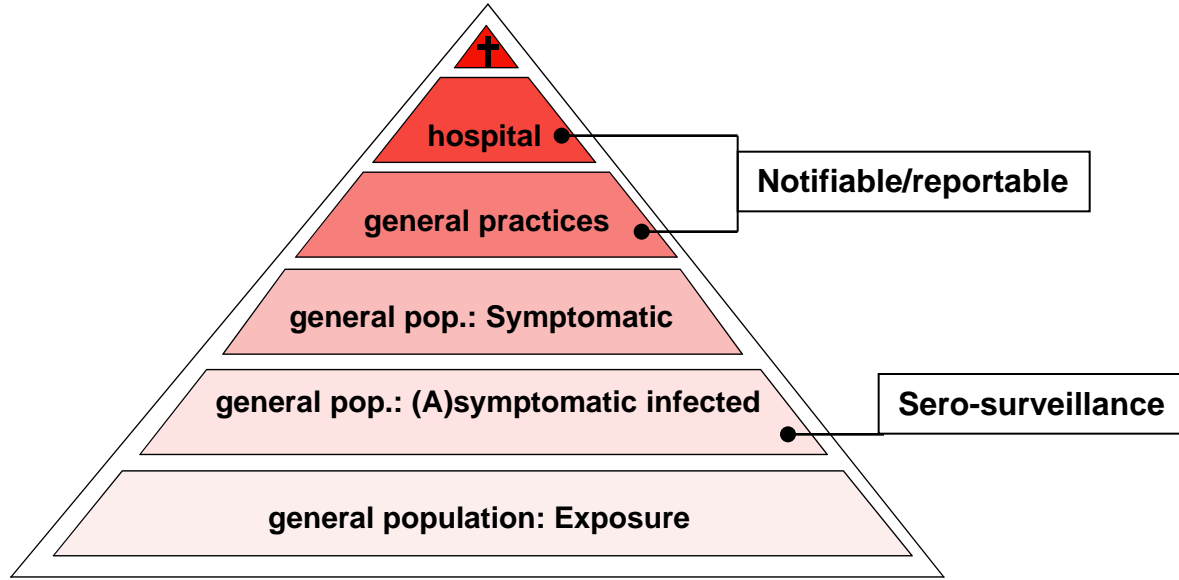 hospital
Notifiable/reportable
general practices
general pop.: Symptomatic
general pop.: (A)symptomatic infected
Sero-surveillance
general population: Exposure